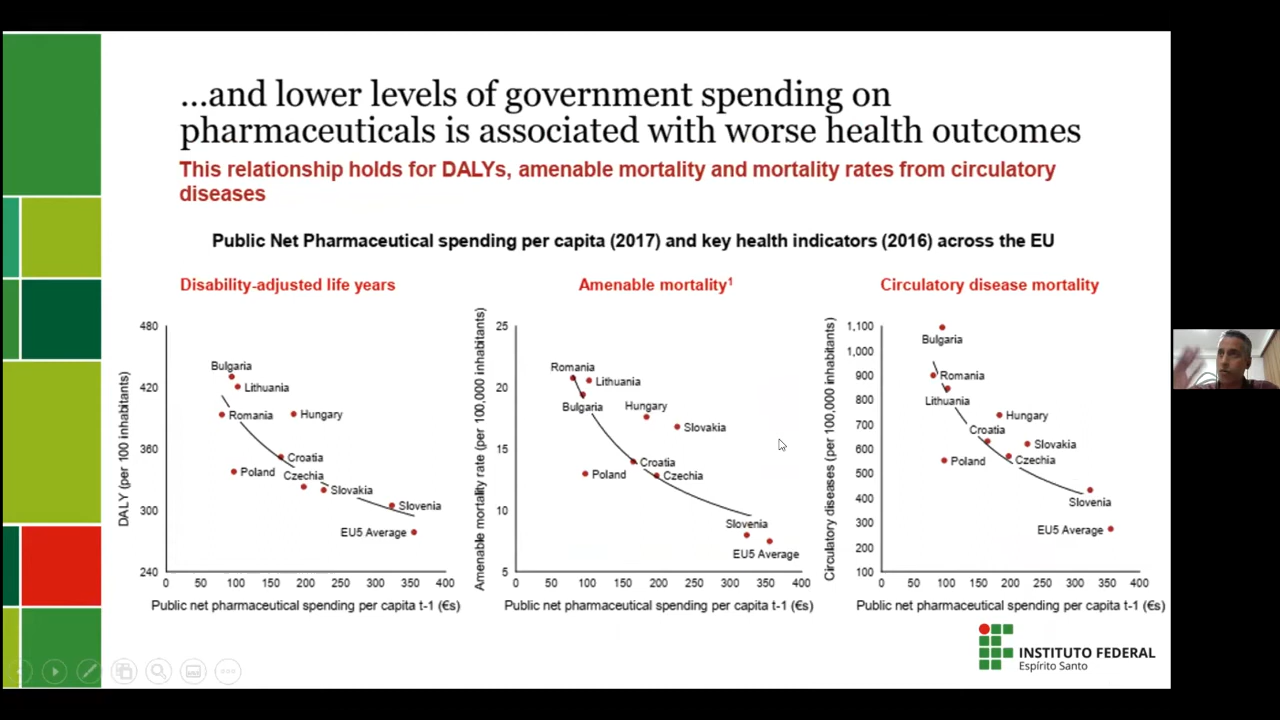 ...and lower levels of government spending on
pharmaceuticals is associated with worse health outcomes
This relationship holds for DALYs, amenable mortality and mortality rates from circulatory
diseases
Public Net Pharmaceutical spending per capita (2017) and key health indicators (2016) across the EU
Disability-adjusted life years
DALY (per 100 inhabitants)
480
420
360
300
240
Bulgaria
Lithuania
Romania
Hungary
Croatia
Poland
Czechia
Slovakia
Slovenia
EU5 Average
0 50 100 150 200 250 300 350 400
Public net pharmaceutical spending per capita t-1 (€s)
Amenable mortality¹
Amenable mortality rate (per 100,000 inhabitants)
25
20
15
10
5
Romania
Lithuania
Bulgaria
Hungary
Slovakia
Croatia
Poland
Czechia
Slovenia
EU5 Average
0 50 100 150 200 250 300 350 400
Public net pharmaceutical spending per capita t-1 (€s)
Circulatory disease mortality
Circulatory diseases (per 100,000 inhabitants)
1,100
1,000
900
800
700
600
500
400
300
200
100
Bulgaria
Romania
Lithuania
Hungary
Croatia
Slovakia
Poland
Czechia
Slovenia
EU5 Average
0 50 100 150 200 250 300 350 400
Public net pharmaceutical spending per capita t-1 (€s)
INSTITUTO FEDERAL
Espírito Santo